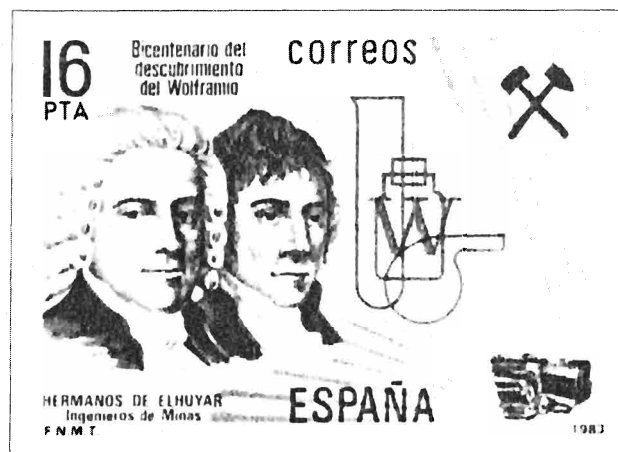 16
PTA
Bicentenario del
descubrimiento
del Wolframio
correos
W
HERMANOS DE ELHUYAR
Ingenieros de Minas
F.N.M.T.
ESPAÑA
1983